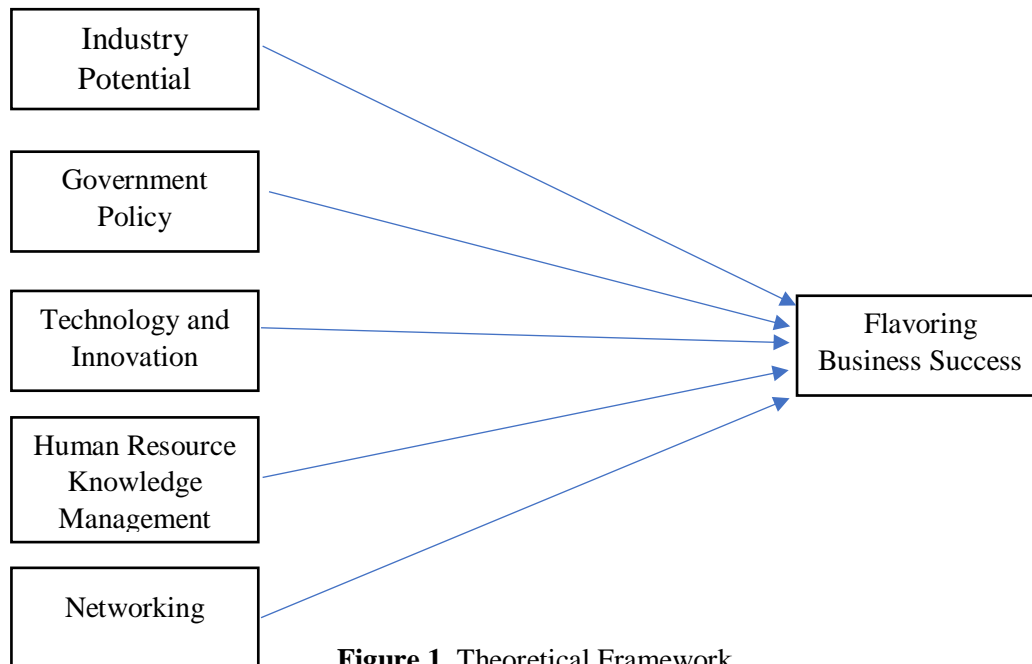 Industry
Potential
Government
Policy
Technology and
Innovation
Human Resource
Knowledge
Management
Networking
Flavoring
Business Success
Figure 1. Theoretical Framework